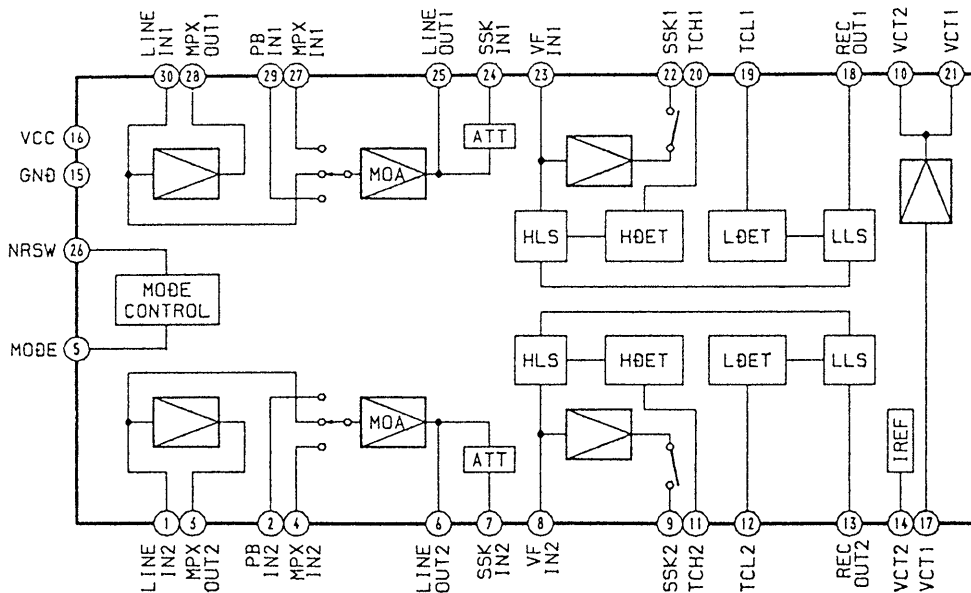 LINE IN1
MPX OUT1
PB IN1
MPX IN1
LINE OUT1
SSK IN1
VF IN1
SSK1
TCH1
TCL1
REC OUT1
VCT2
VCT1
30
28
29
27
25
24
23
22
20
19
18
10
21
VCC
16
GND
15
NRSW
26
MODE CONTROL
MODE
5
MOA
ATT
HLS
HDET
LDET
LLS
HLS
HDET
LDET
LLS
MOA
ATT
IREF
1
3
2
4
6
7
8
9
11
12
13
14
17
LINE IN2
MPX OUT2
PB IN2
MPX IN2
LINE OUT2
SSK IN2
VF IN2
SSK2
TCH2
TCL2
REC OUT2
VCT2
VCT1